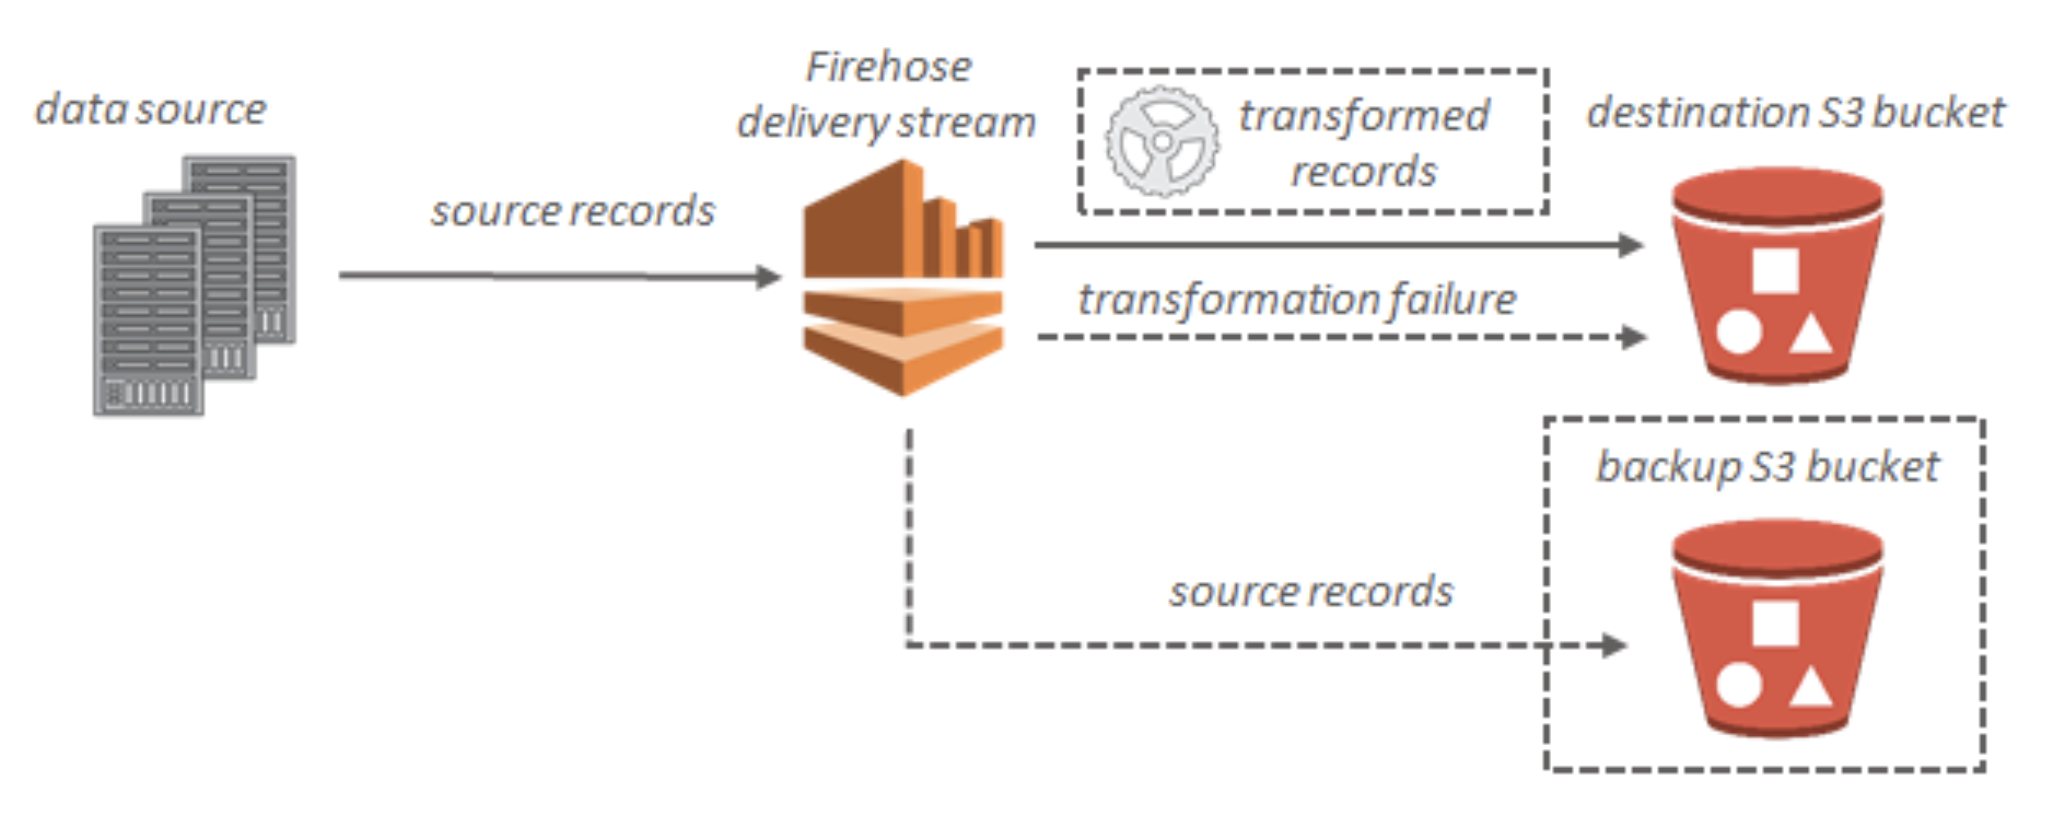 data source
source records
Firehose
delivery stream
transformed
records
transformation failure
destination S3 bucket
backup S3 bucket
source records